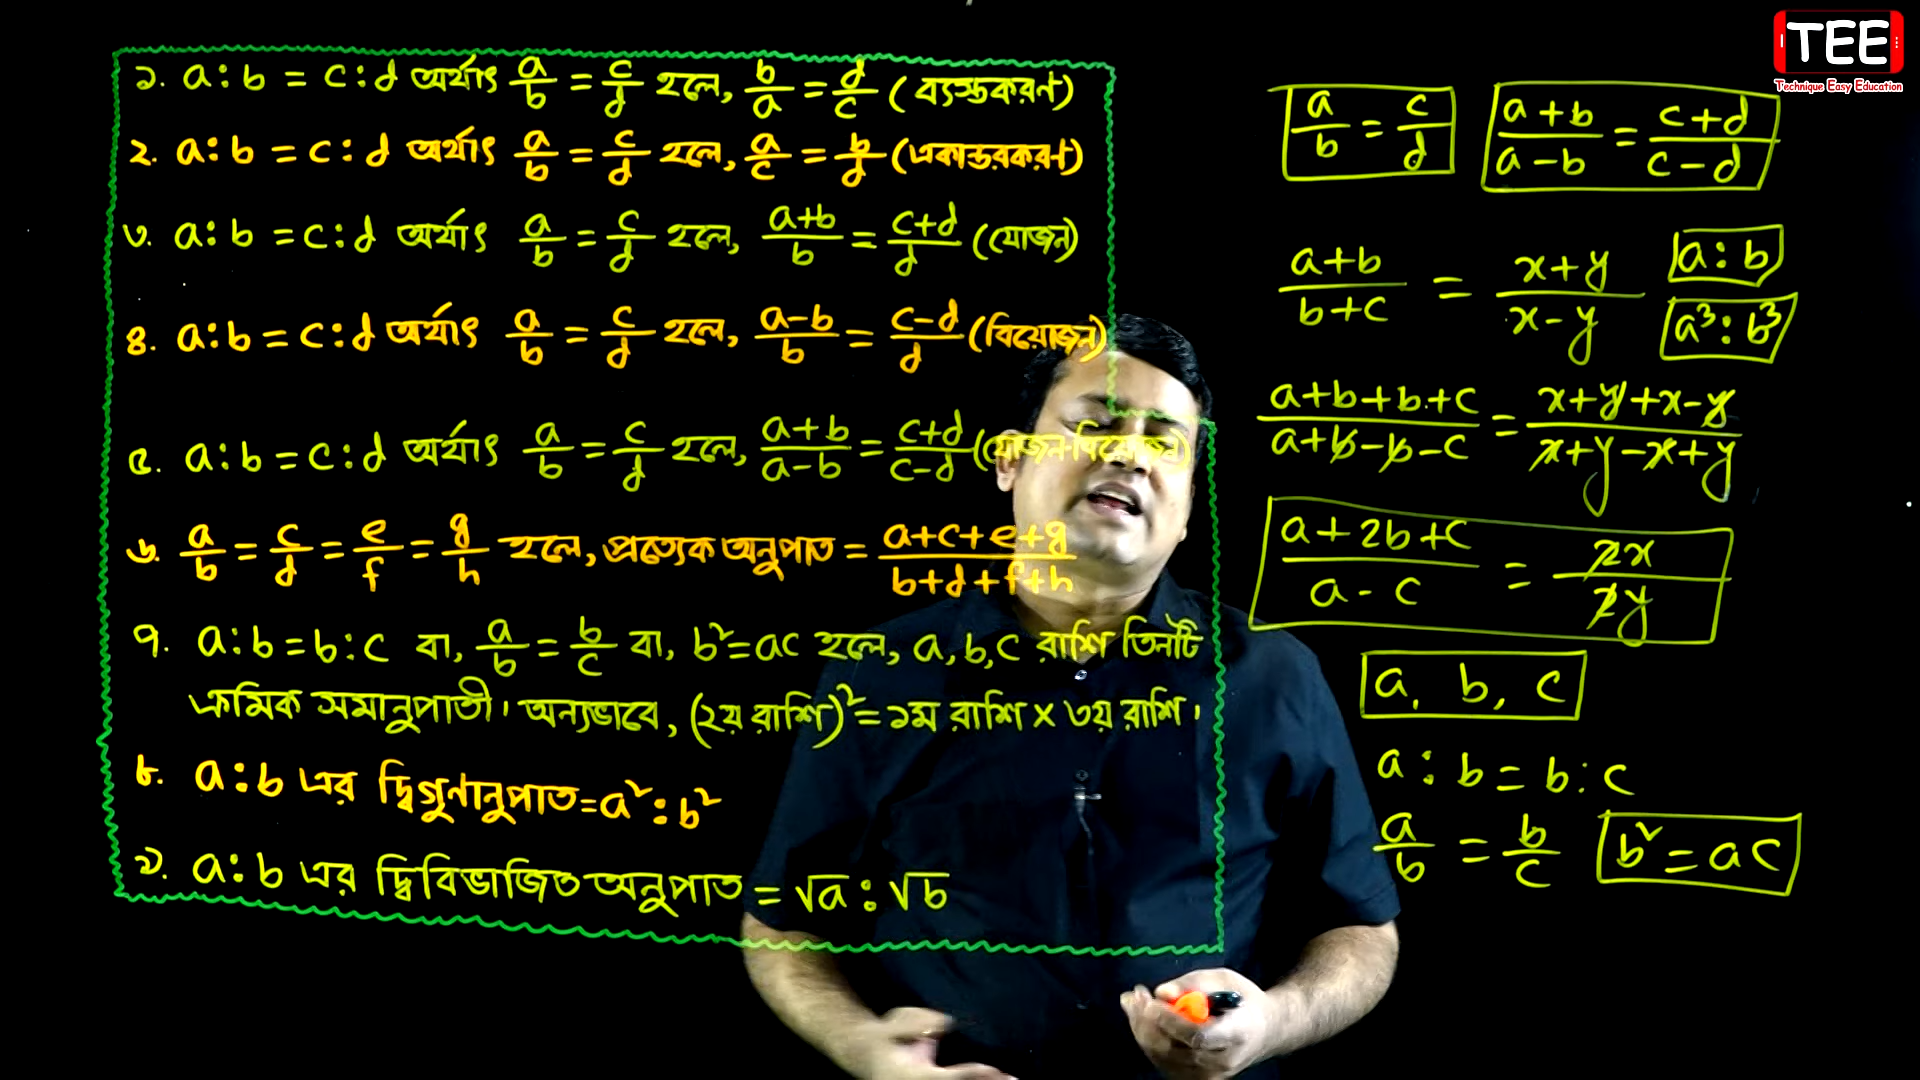 TEE
Technique Easy Education
১. a : b = c : d অর্থাৎ a/b = c/d হলে, b/a = d/c (ব্যস্তকরণ)
২. a : b = c : d অর্থাৎ a/b = c/d হলে, a/c = b/d (একান্তরকরণ)
৩. a : b = c : d অর্থাৎ a/b = c/d হলে, (a+b)/b = (c+d)/d (যোজন)
৪. a : b = c : d অর্থাৎ a/b = c/d হলে, (a-b)/b = (c-d)/d (বিয়োজন)
৫. a : b = c : d অর্থাৎ a/b = c/d হলে, (a+b)/(a-b) = (c+d)/(c-d) (যোজন-বিয়োজন)
৬. a/b = c/d = e/f = g/h হলে, প্রত্যেক অনুপাত = (a+c+e+g)/(b+d+f+h)
৭. a : b = b : c বা, a/b = b/c বা, b² = ac হলে, a, b, c রাশি তিনটি
ক্রমিক সমানুপাতী। অন্যভাবে, (২য় রাশি)² = ১ম রাশি × ৩য় রাশি।
৮. a : b এর দ্বিগুণানুপাত = a² : b²
৯. a : b এর দ্বিবিভাজিত অনুপাত = √a : √b
a/b = c/d (a+b)/(a-b) = (c+d)/(c-d)
(a+b)/(b+c) = (x+y)/(x-y) a : b
a³ : b³
(a+b+b+c)/(a+b-b-c) = (x+y+x-y)/(x+y-x+y)
(a+2b+c)/(a-c) = 2x/2y
a, b, c
a : b = b : c
a/b = b/c b² = ac